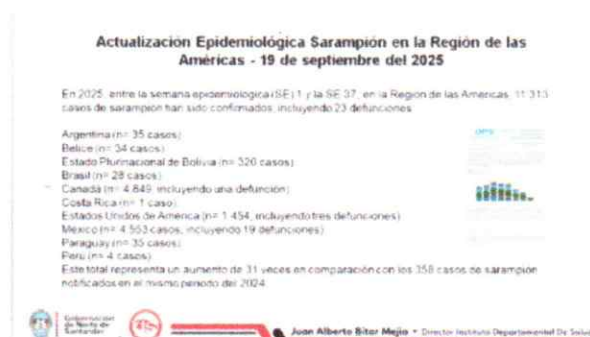 Actualización Epidemiológica Sarampión en la Región de las
Américas - 19 de septiembre del 2025
En 2025, entre la semana epidemiológica (SE) 1 y la SE 37, en la Región de las Américas, 11 313
casos de sarampión han sido confirmados, incluyendo 23 defunciones
Argentina (n= 35 casos)
Belice (n= 34 casos)
Estado Plurinacional de Bolivia (n= 320 casos)
Brasil (n= 28 casos)
Canadá (n= 4 849, incluyendo una defunción)
Costa Rica (n= 1 caso)
Estados Unidos de América (n= 1 454, incluyendo tres defunciones)
México (n= 4 553 casos, incluyendo 19 defunciones)
Paraguay (n= 35 casos)
Perú (n= 4 casos)
Este total representa un aumento de 31 veces en comparación con los 358 casos de sarampión
notificados en el mismo periodo del 2024
Gobernación
de Norte de
Santander
Juan Alberto Bitar Mejía • Director Instituto Departamental De Salud